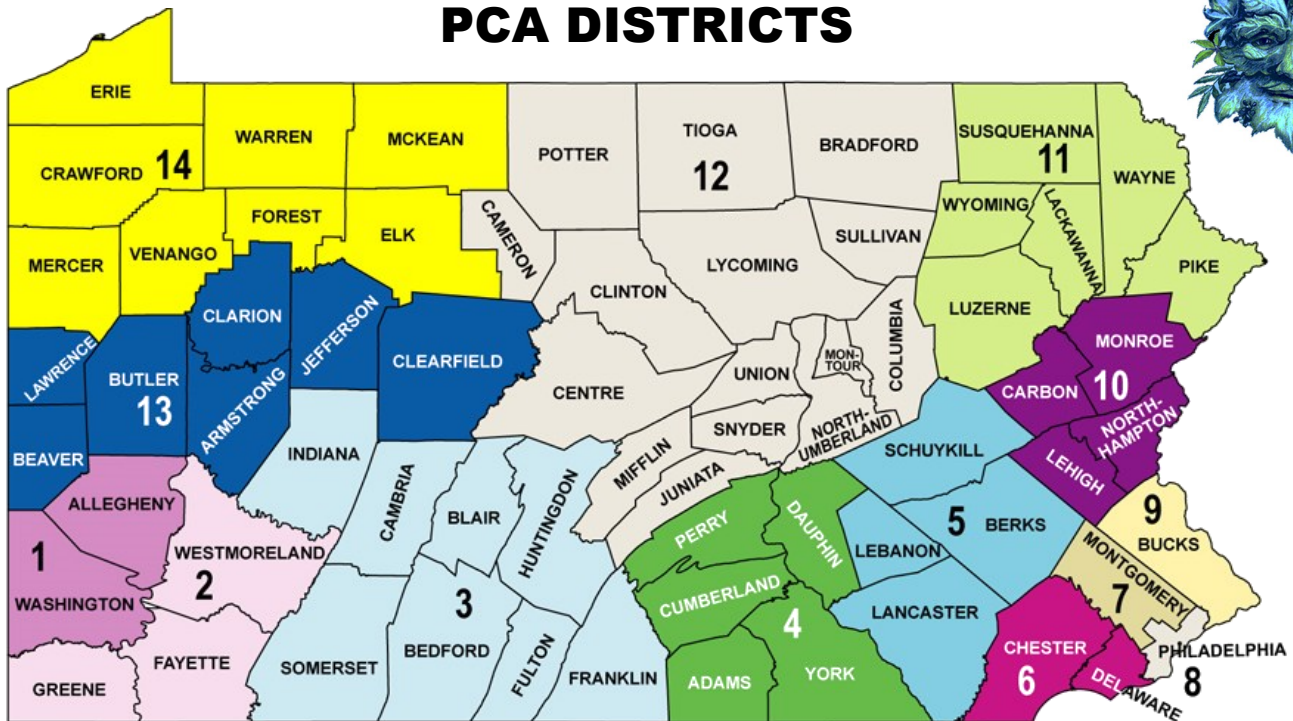 PCA DISTRICTS
ERIE
CRAWFORD
14
WARREN
MCKEAN
FOREST
ELK
MERCER
VENANGO
POTTER
TIOGA
12
BRADFORD
CAMERON
CLINTON
LYCOMING
SULLIVAN
CENTRE
UNION
MON-
TOUR
COLUMBIA
SNYDER
NORTH-
UMBERLAND
MIFFLIN
JUNIATA
SUSQUEHANNA
11
WAYNE
WYOMING
LACKAWANNA
PIKE
LUZERNE
MONROE
CARBON
10
NORTH-
HAMPTON
LEHIGH
CLARION
JEFFERSON
CLEARFIELD
LAWRENCE
BUTLER
13
ARMSTRONG
BEAVER
ALLEGHENY
1
WASHINGTON
WESTMORELAND
2
GREENE
FAYETTE
INDIANA
CAMBRIA
BLAIR
HUNTINGDON
3
SOMERSET
BEDFORD
FULTON
FRANKLIN
PERRY
DAUPHIN
CUMBERLAND
4
ADAMS
YORK
SCHUYKILL
5
BERKS
LEBANON
LANCASTER
9
BUCKS
MONTGOMERY
7
CHESTER
6
DELAWARE
PHILADELPHIA
8